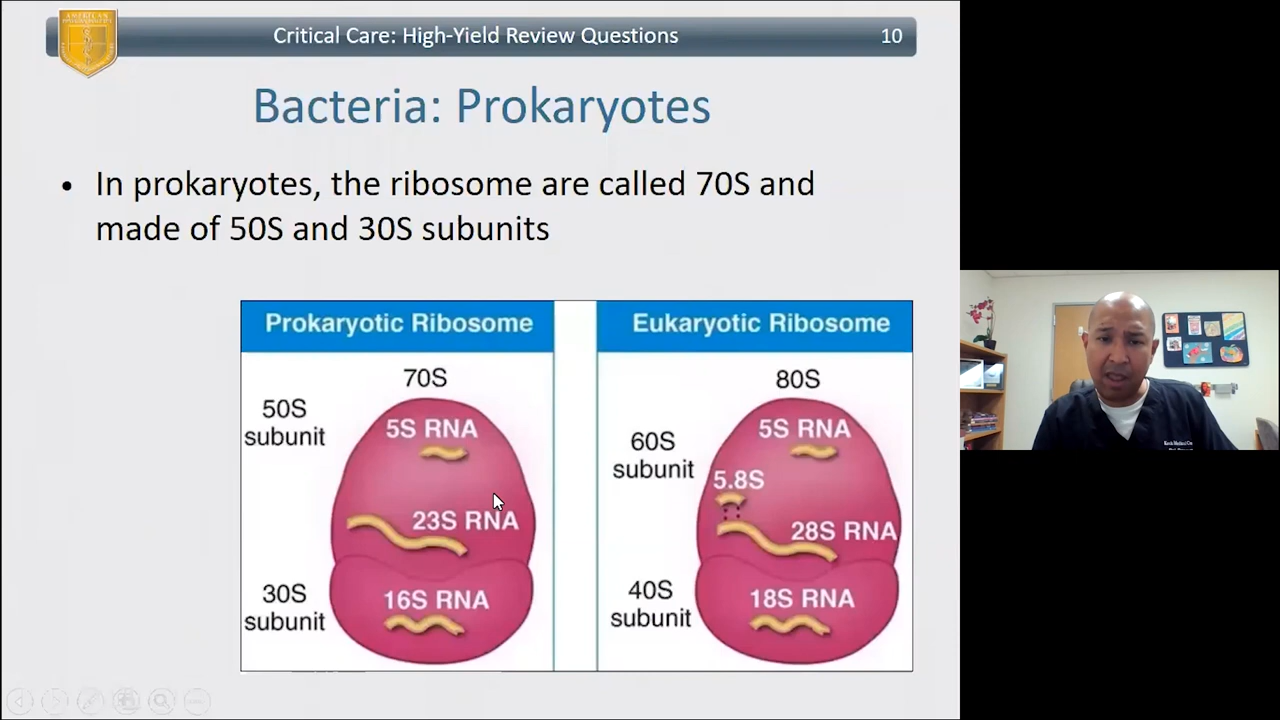 Critical Care: High-Yield Review Questions 10
Bacteria: Prokaryotes
• In prokaryotes, the ribosome are called 70S and
made of 50S and 30S subunits
Prokaryotic Ribosome
70S
50S
subunit
5S RNA
23S RNA
30S
subunit
16S RNA
Eukaryotic Ribosome
80S
60S
subunit
5S RNA
5.8S
28S RNA
40S
subunit
18S RNA